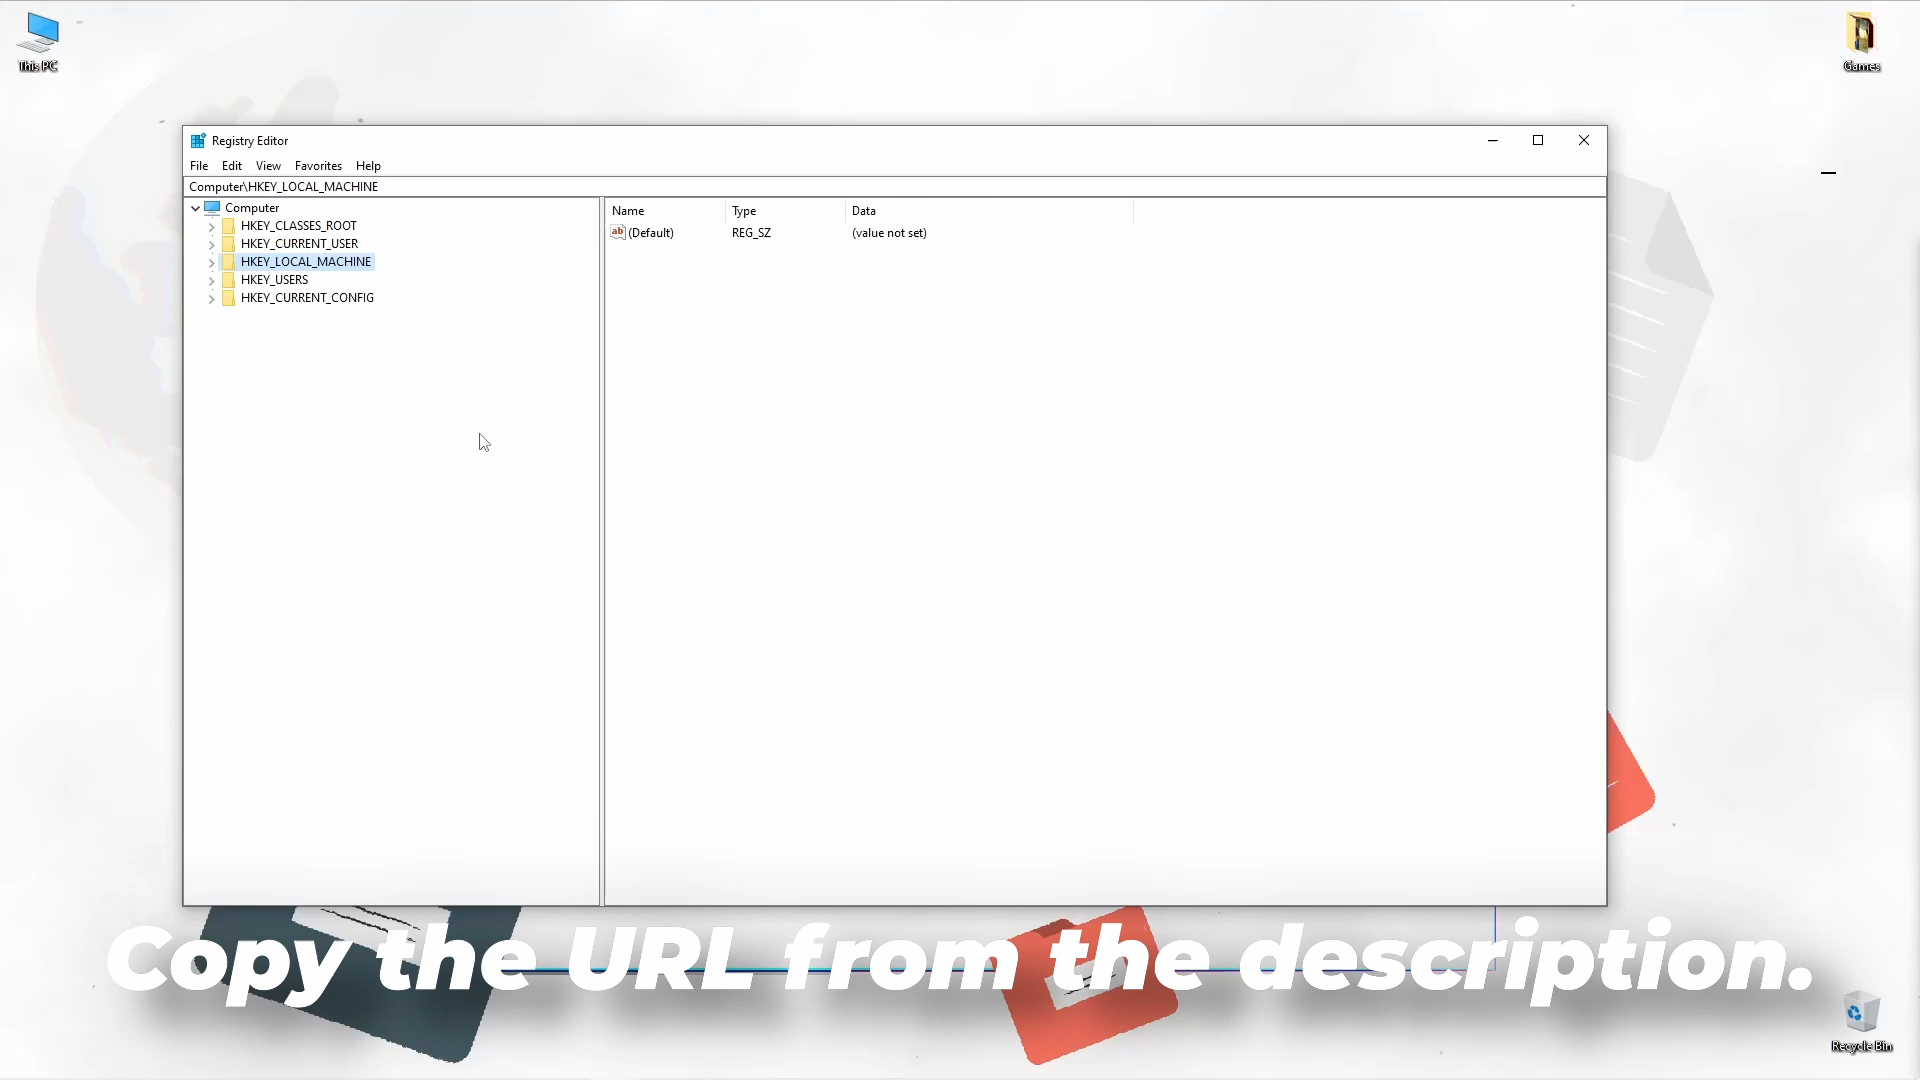 This PC
Games
Registry Editor
File Edit View Favorites Help
Computer\HKEY_LOCAL_MACHINE
Computer
HKEY_CLASSES_ROOT
HKEY_CURRENT_USER
HKEY_LOCAL_MACHINE
HKEY_USERS
HKEY_CURRENT_CONFIG
Name Type Data
ab (Default) REG_SZ (value not set)
Copy the URL from the description.
Recycle Bin